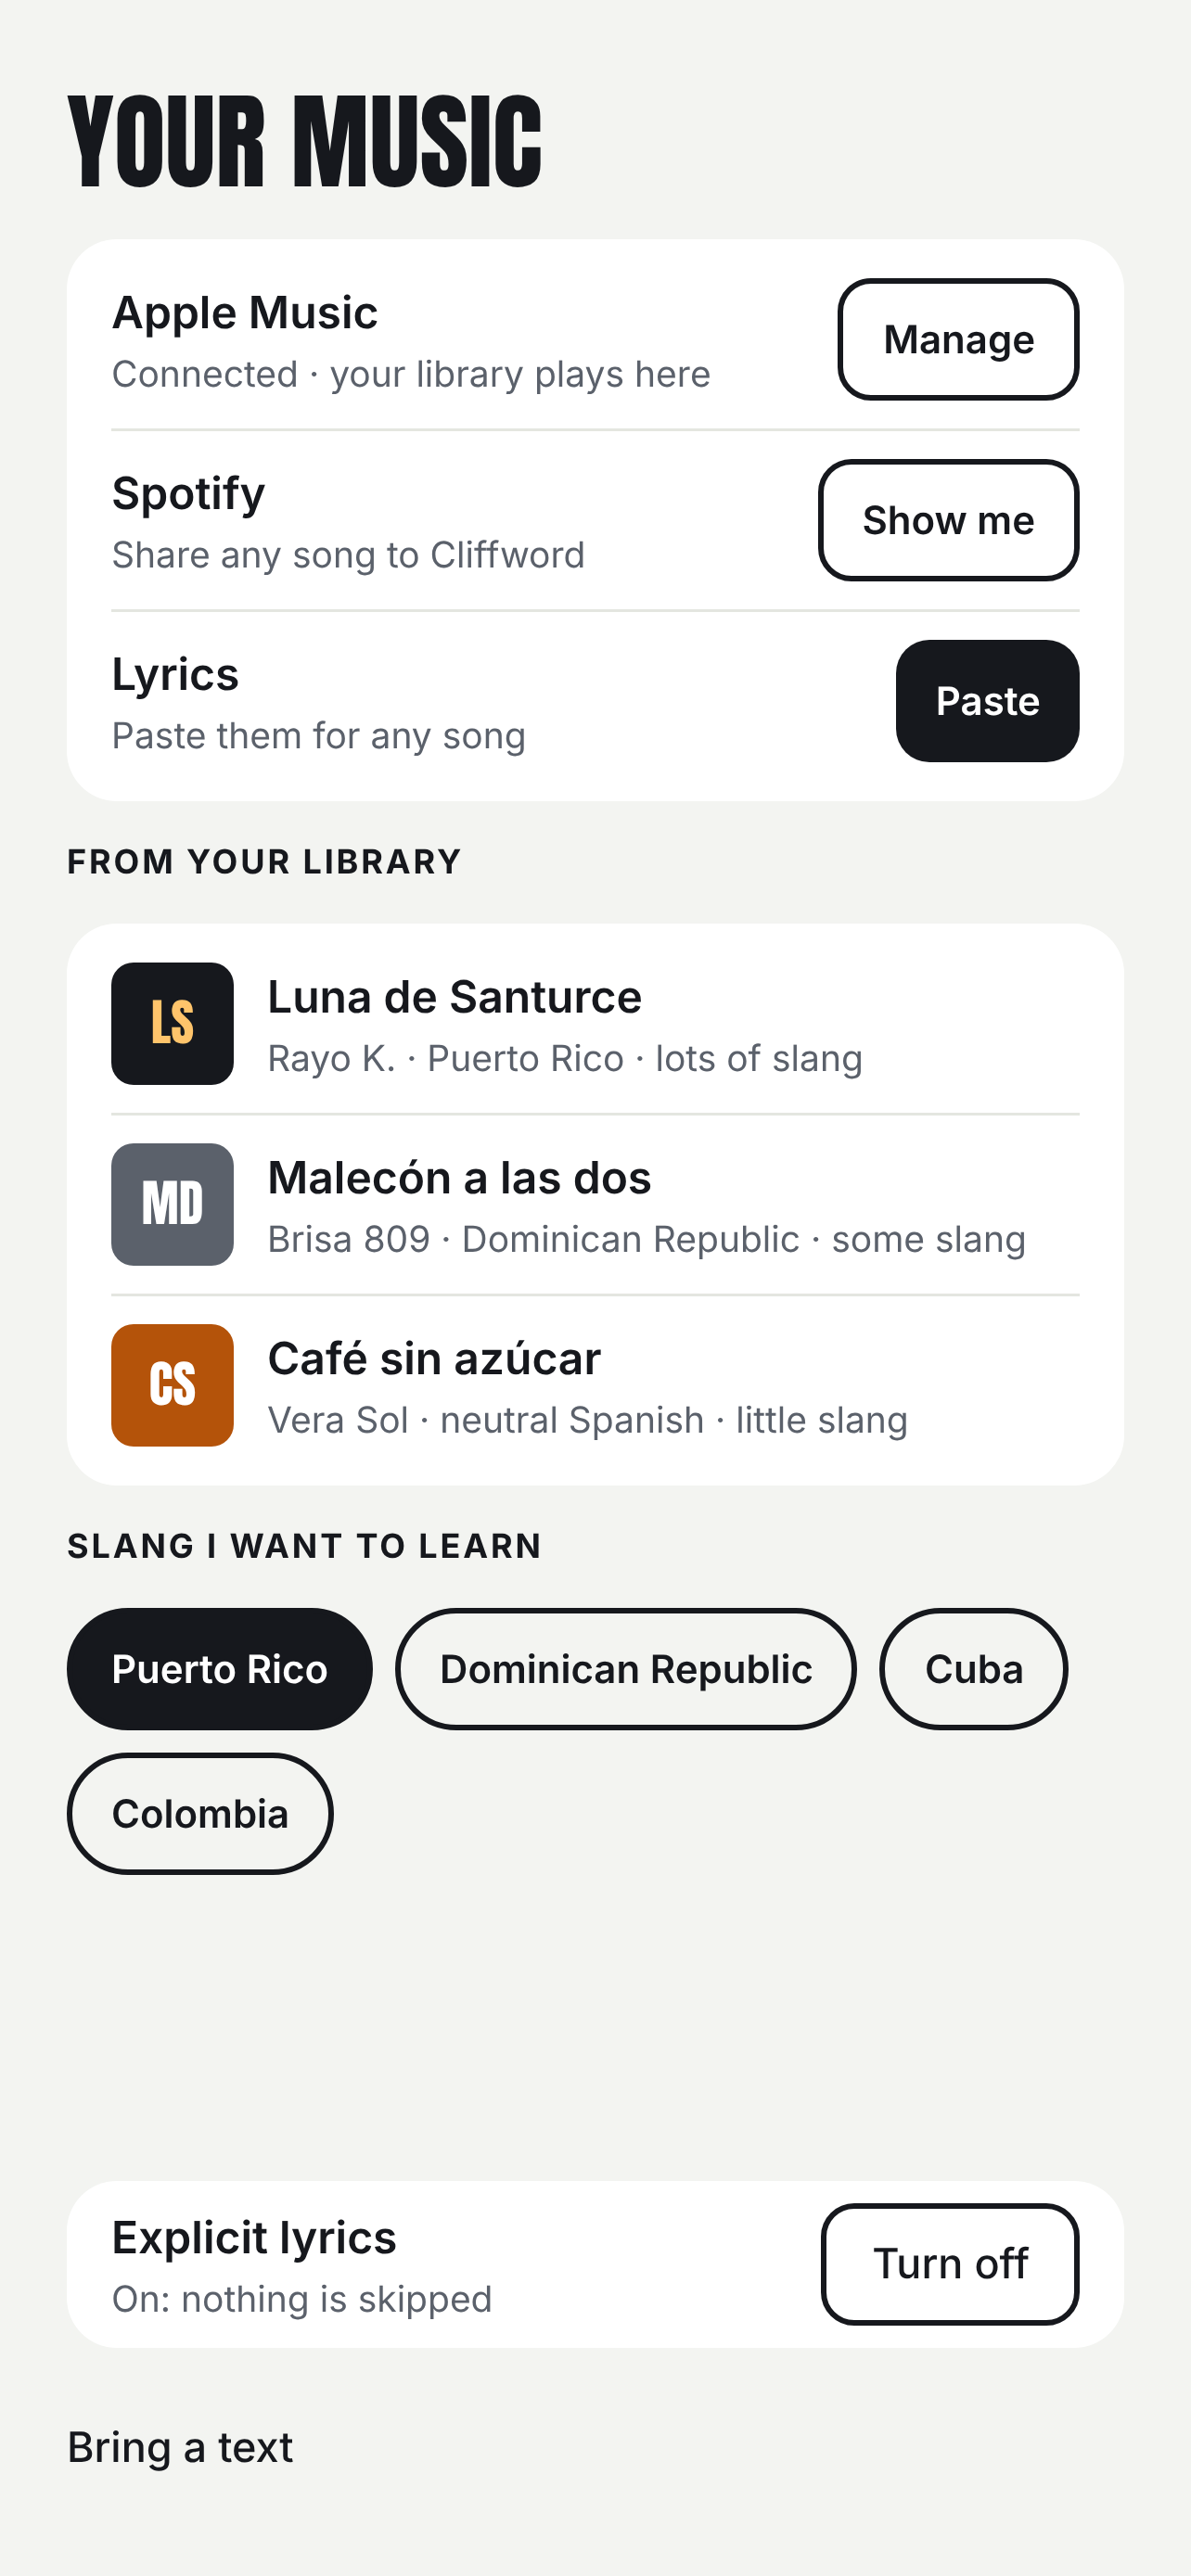 YOUR MUSIC
Apple Music
Connected · your library plays here
Manage
Spotify
Share any song to Cliffword
Show me
Lyrics
Paste them for any song
Paste
FROM YOUR LIBRARY
LS
Luna de Santurce
Rayo K. · Puerto Rico · lots of slang
MD
Malecón a las dos
Brisa 809 · Dominican Republic · some slang
CS
Café sin azúcar
Vera Sol · neutral Spanish · little slang
SLANG I WANT TO LEARN
Puerto Rico
Dominican Republic
Cuba
Colombia
Explicit lyrics
On: nothing is skipped
Turn off
Bring a text